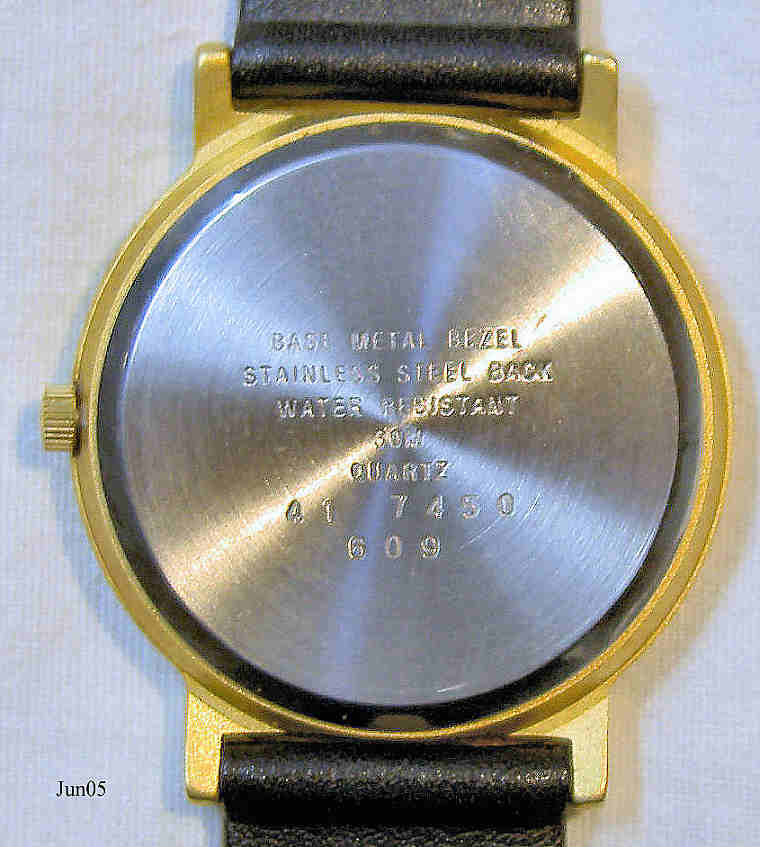 BASE METAL BEZEL
STAINLESS STEEL BACK
WATER RESISTANT
30M
QUARTZ
41 7450
609
Jun05